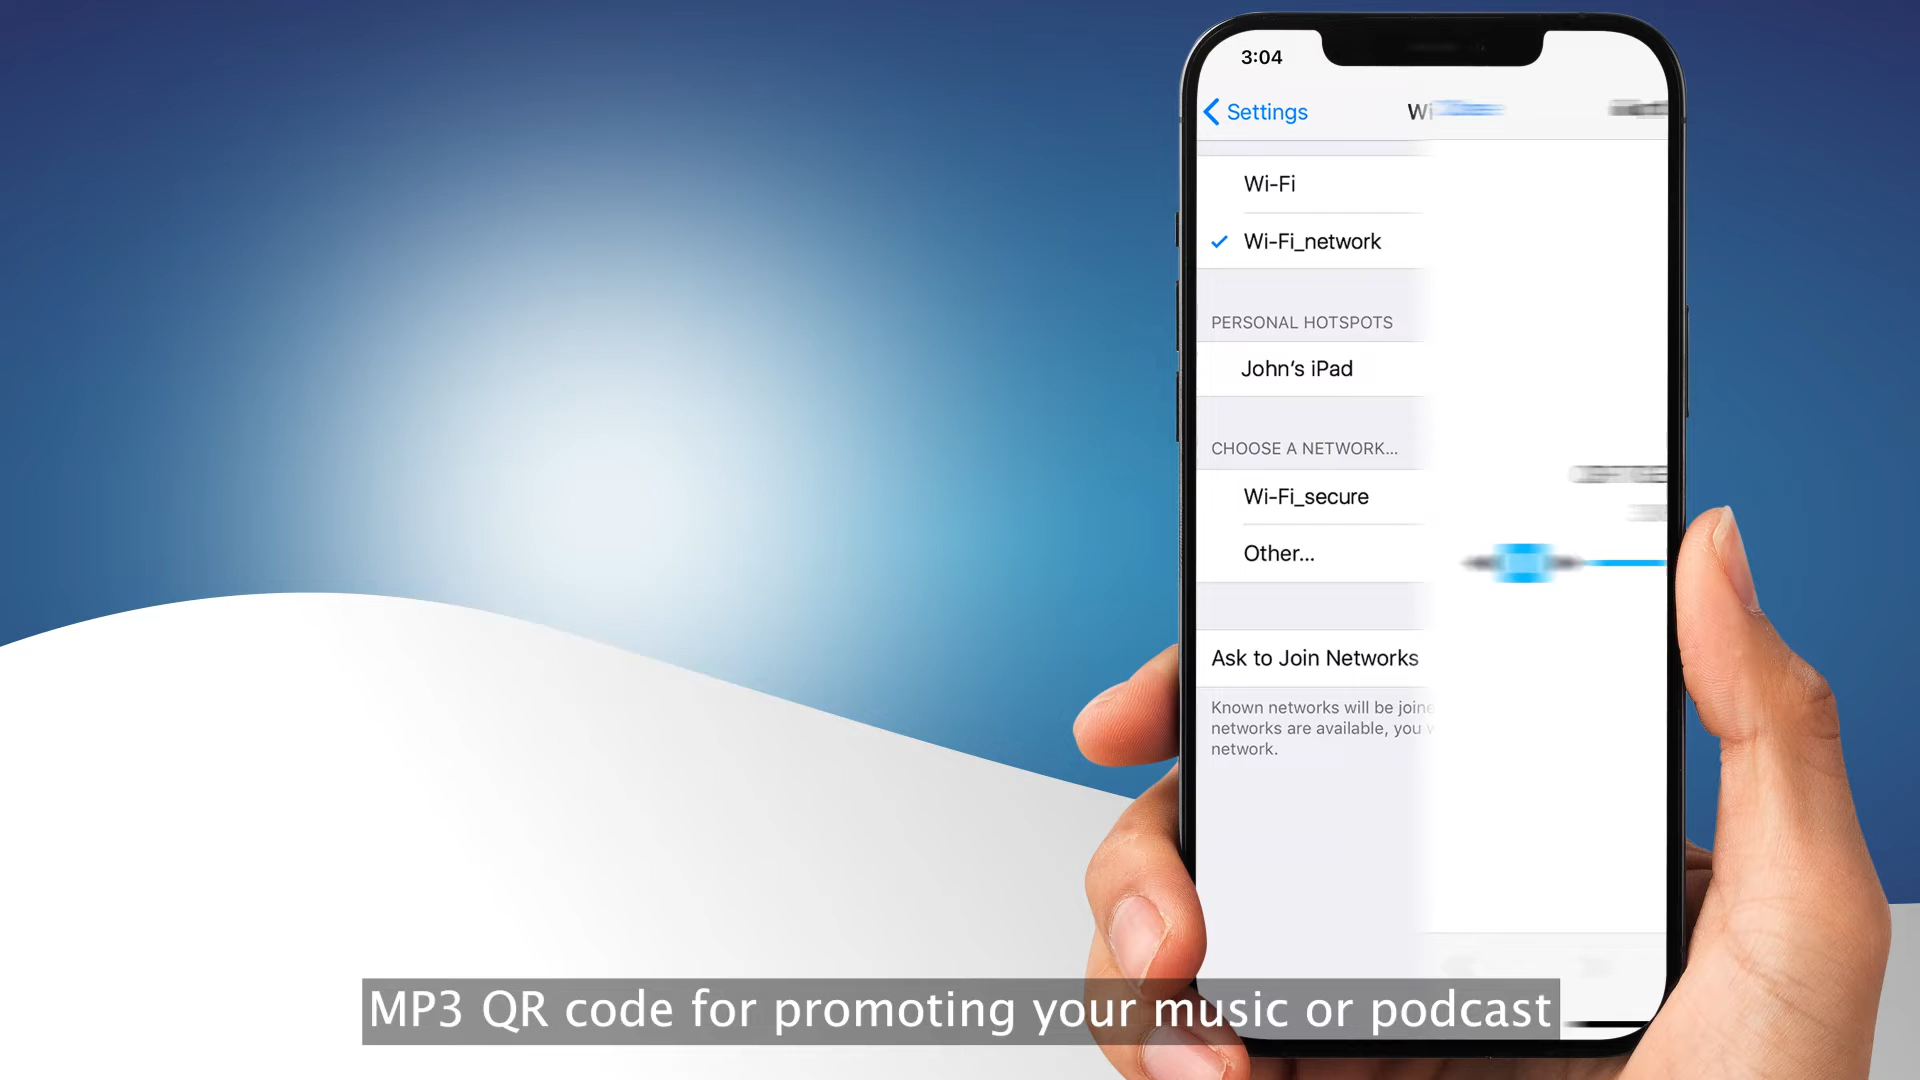 3:04
Settings
Wi-Fi
Wi-Fi_network
PERSONAL HOTSPOTS
John's iPad
CHOOSE A NETWORK...
Wi-Fi_secure
Other...
Ask to Join Networks
Known networks will be
networks are available, you
network.
MP3 QR code for promoting your music or podcast